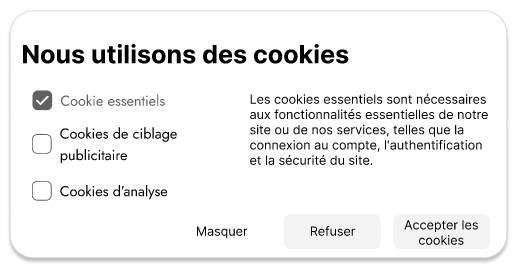 Nous utilisons des cookies
Cookie essentiels
Cookies de ciblage
publicitaire
Cookies d’analyse
Les cookies essentiels sont nécessaires
aux fonctionnalités essentielles de notre
site ou de nos services, telles que la
connexion au compte, l'authentification
et la sécurité du site.
Masquer
Refuser
Accepter les
cookies